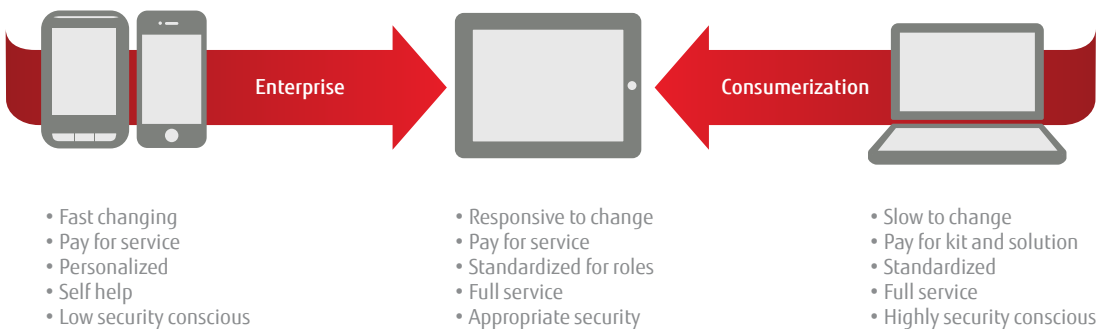 Enterprise
Consumerization
• Fast changing
• Pay for service
• Personalized
• Self help
• Low security conscious
• Responsive to change
• Pay for service
• Standardized for roles
• Full service
• Appropriate security
• Slow to change
• Pay for kit and solution
• Standardized
• Full service
• Highly security conscious